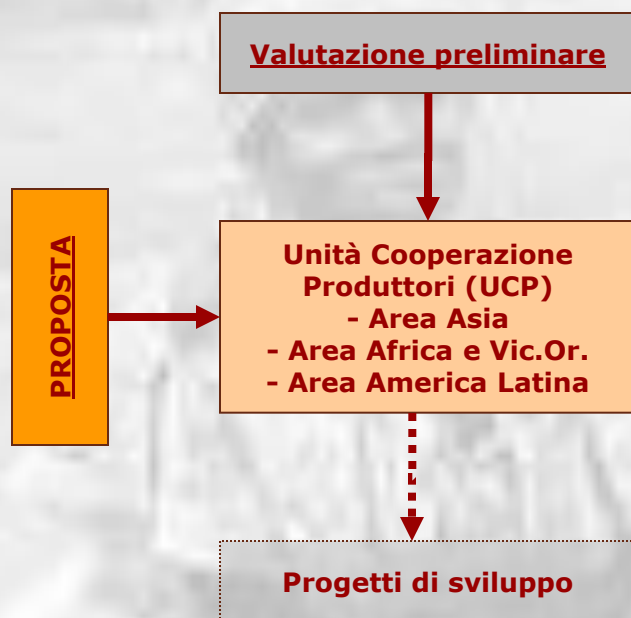 Valutazione preliminare
PROPOSTA
Unità Cooperazione
Produttori (UCP)
- Area Asia
- Area Africa e Vic.Or.
- Area America Latina
Progetti di sviluppo